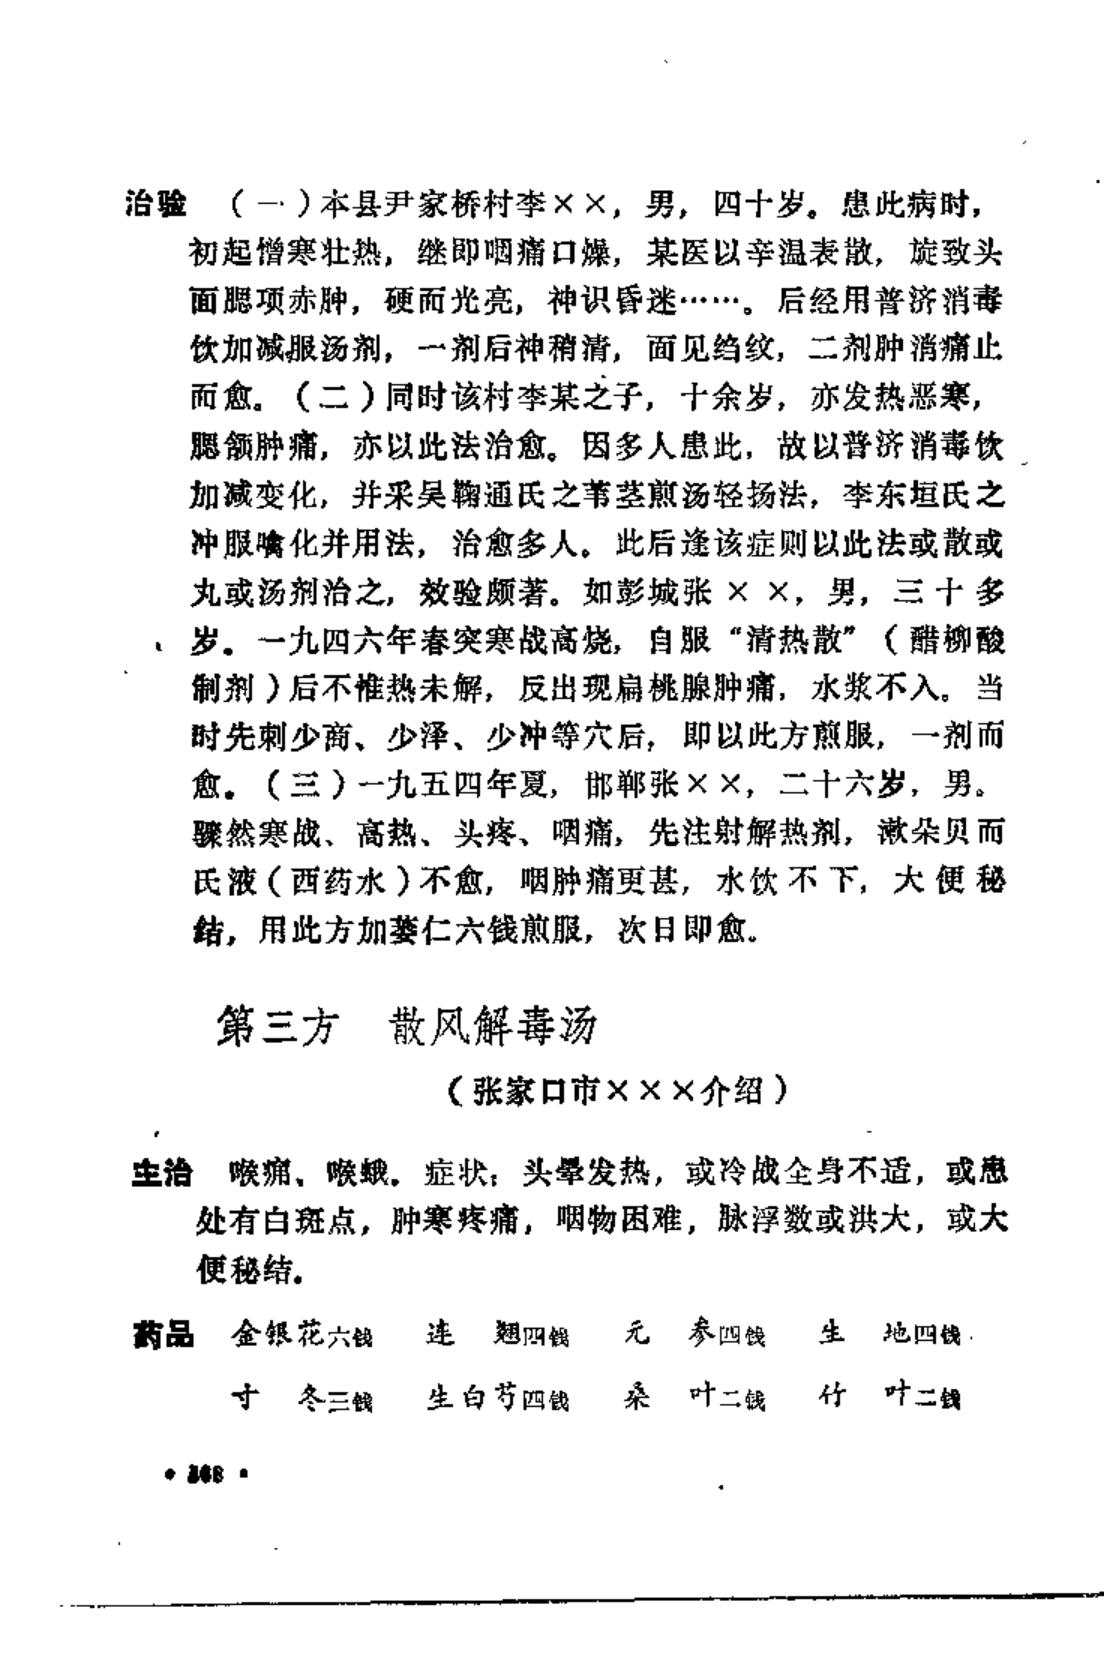 治验 （一）本县尹家桥村李××，男，四十岁。患此病时，
初起憎寒壮热，继即咽痛口燥，某医以辛温表散，旋致头
面腮项赤肿，硬而光亮，神识昏迷……。后经用普济消毒
饮加减服汤剂，一剂后神稍清，面见绉纹，二剂肿消痛止
而愈。（二）同时该村李某之子，十余岁，亦发热恶寒，
腮颔肿痛，亦以此法治愈。因多人患此，故以普济消毒饮
加减变化，并采吴鞠通氏之苇茎煎汤轻扬法，李东垣氏之
冲服噙化并用法，治愈多人。此后逢该症则以此法或散或
丸或汤剂治之，效验颇著。如彭城张××，男，三十多
岁。一九四六年春突寒战高烧，自服“清热散”（醋柳酸
制剂）后不惟热未解，反出现扁桃腺肿痛，水浆不入。当
时先刺少商、少泽、少冲等穴后，即以此方煎服，一剂而
愈。（三）一九五四年夏，邯郸张××，二十六岁，男。
骤然寒战、高热、头疼、咽痛，先注射解热剂，漱朵贝而
氏液（西药水）不愈，咽肿痛更甚，水饮不下，大便秘
结，用此方加蒌仁六钱煎服，次日即愈。
第三方 散风解毒汤
（张家口市×××介绍）
主治 喉痈、喉蛾。症状：头晕发热，或冷战全身不适，或患
处有白斑点，肿寒疼痛，咽物困难，脉浮数或洪大，或大
便秘结。
药品 金银花六钱 连翘四钱 元参四钱 生地四钱
寸冬三钱 生白芍四钱 桑叶二钱 竹叶二钱